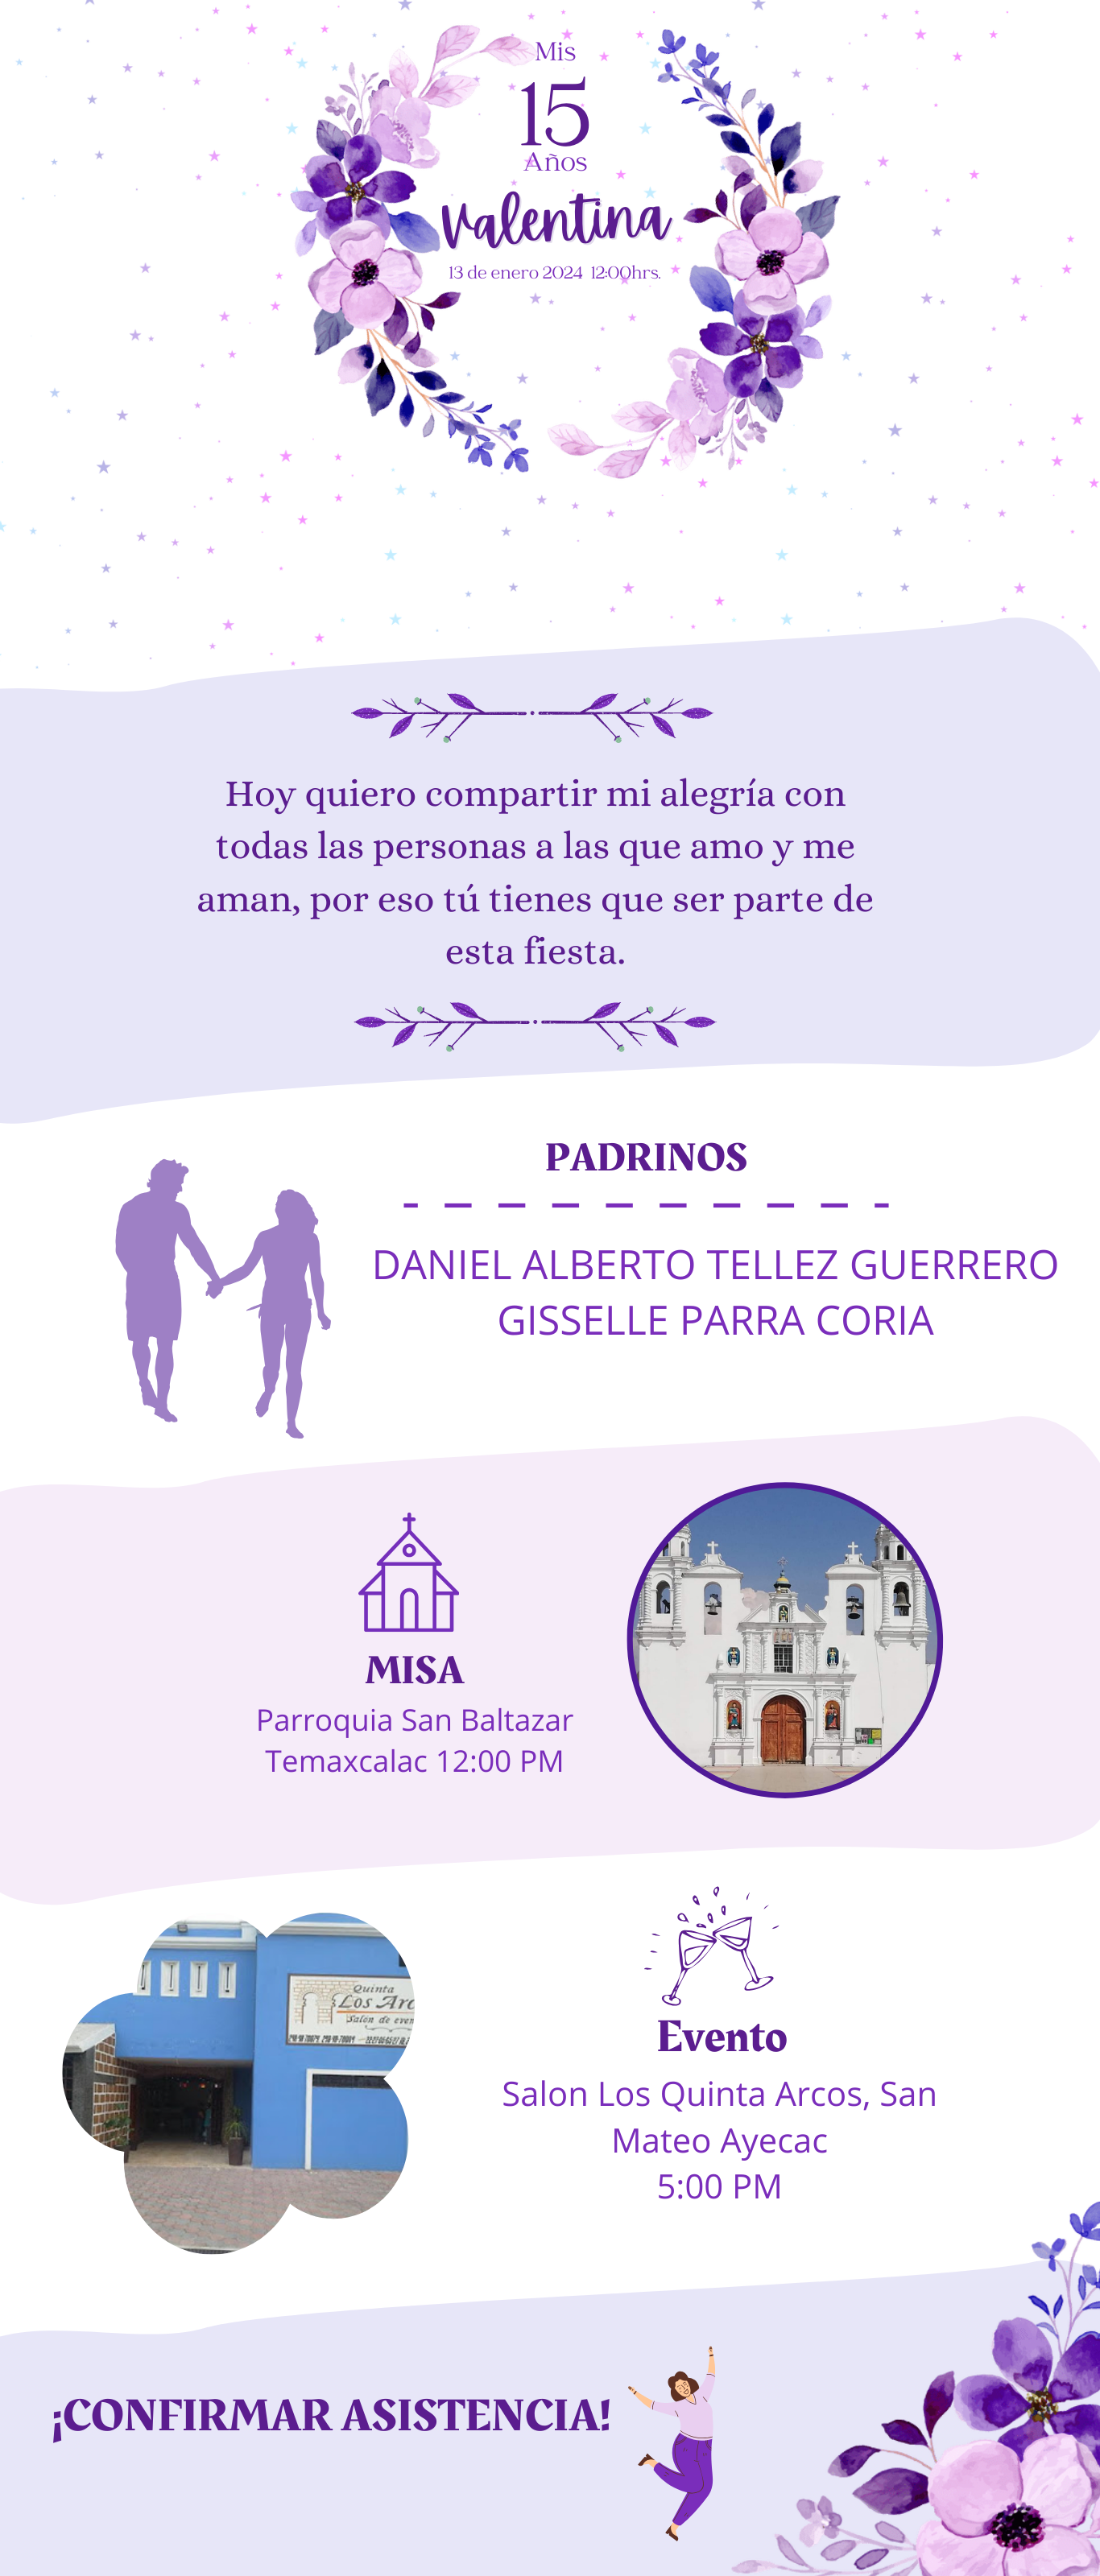 Mis
15
Años
Valentina
13 de enero 2024 12:00hrs.
Hoy quiero compartir mi alegría con
todas las personas a las que amo y me
aman, por eso tú tienes que ser parte de
esta fiesta.
PADRINOS
DANIEL ALBERTO TELLEZ GUERRERO
GISSELLE PARRA CORIA
MISA
Parroquia San Baltazar
Temaxcalac 12:00 PM
Quinta
Los Arc
Salon de even
Evento
Salon Los Quinta Arcos, San
Mateo Ayecac
5:00 PM
¡CONFIRMAR ASISTENCIA!